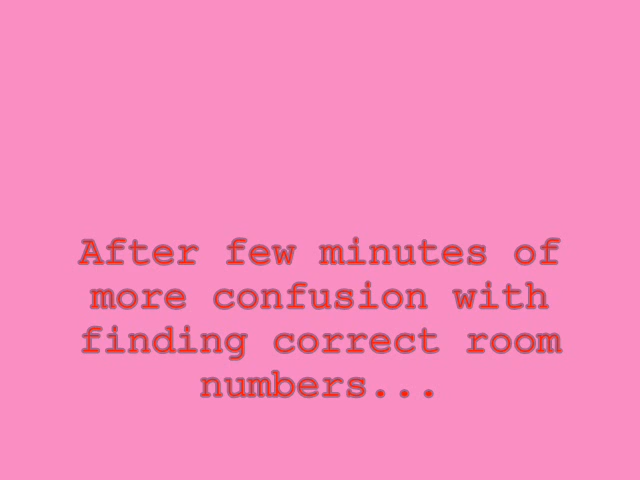 After few minutes of
more confusion with
finding correct room
numbers...